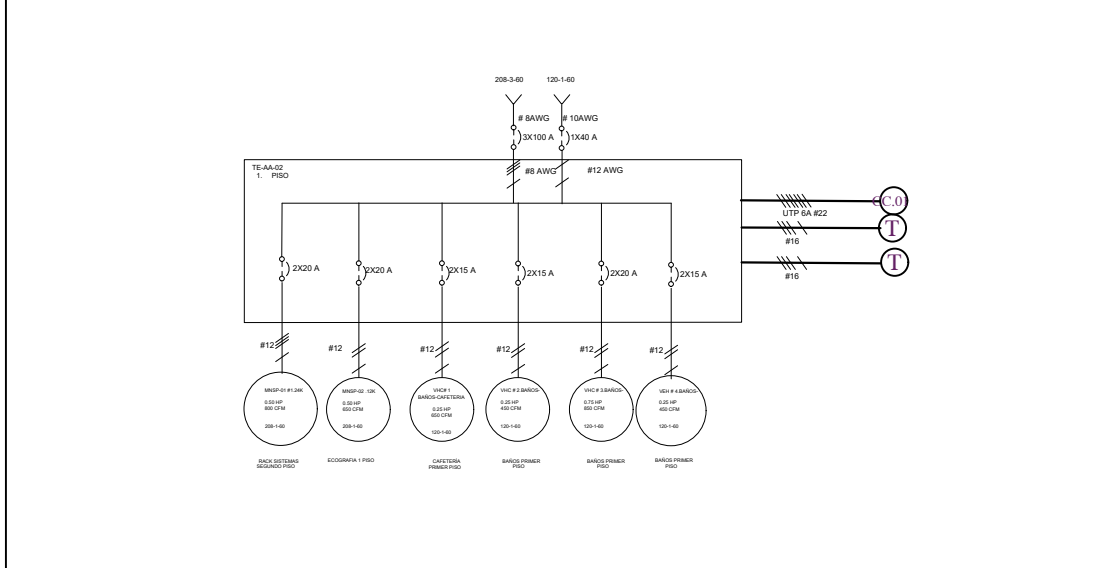 208-3-60
120-1-60
# 8AWG
# 10AWG
3X100 A
1X40 A
TE-AA-02
1. PISO
#8 AWG
#12 AWG
UTP 6A #22
T
#16
T
#16
2X20 A
2X20 A
2X15 A
2X15 A
2X20 A
2X15 A
#12
#12
#12
#12
#12
#12
MNSP-01 #1.24K
0.50 HP
800 CFM
208-1-60
MNSP-02 .12K
0.50 HP
650 CFM
208-1-60
VHC# 1
BAÑOS-CAFETERIA
0.25 HP
650 CFM
120-1-60
VHC # 2.BAÑOS-
0.25 HP
450 CFM
120-1-60
VHC # 3.BAÑOS-
0.75 HP
850 CFM
120-1-60
VEH # 4.BAÑOS-
0.25 HP
450 CFM
120-1-60
RACK SISTEMAS
SEGUNDO PISO
ECOGRAFIA 1 PISO
CAFETERÍA
PRIMER PISO
BAÑOS PRIMER
PISO
BAÑOS PRIMER
PISO
BAÑOS PRIMER
PISO